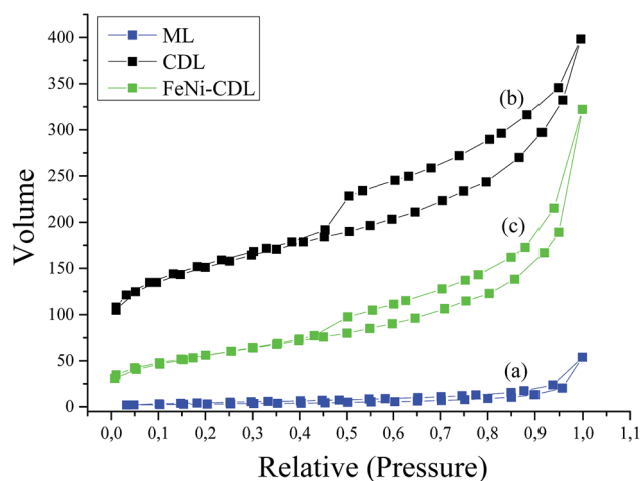 ML
CDL
FeNi-CDL
400
350
300
250
200
150
100
50
0
Volume
(b)
(c)
(a)
0,0 0,1 0,2 0,3 0,4 0,5 0,6 0,7 0,8 0,9 1,0 1,1
Relative (Pressure)